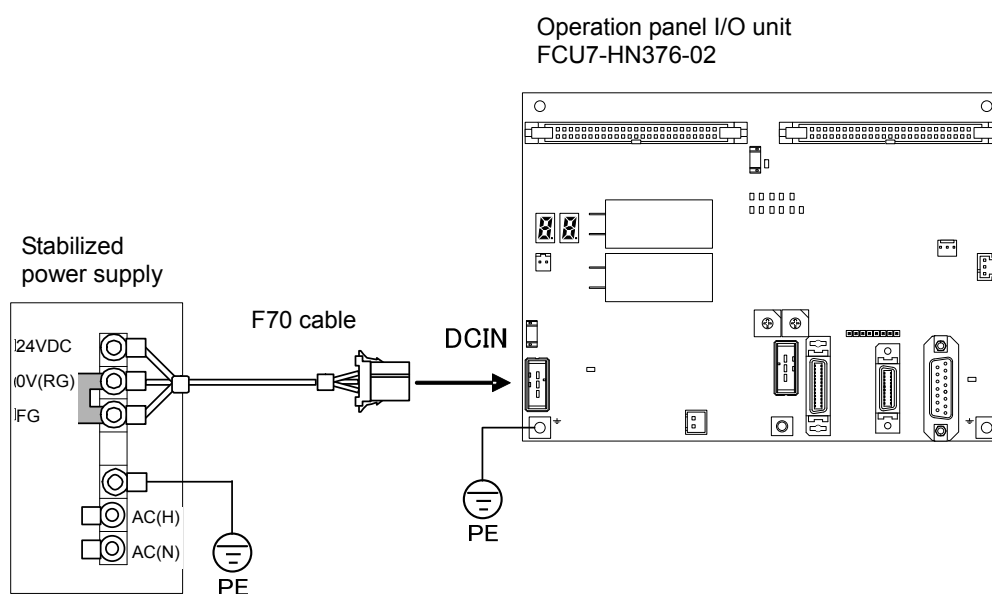 Operation panel I/O unit
FCU7-HN376-02
Stabilized
power supply
F70 cable
DCIN
24VDC
0V(RG)
FG
AC(H)
AC(N)
PE
PE